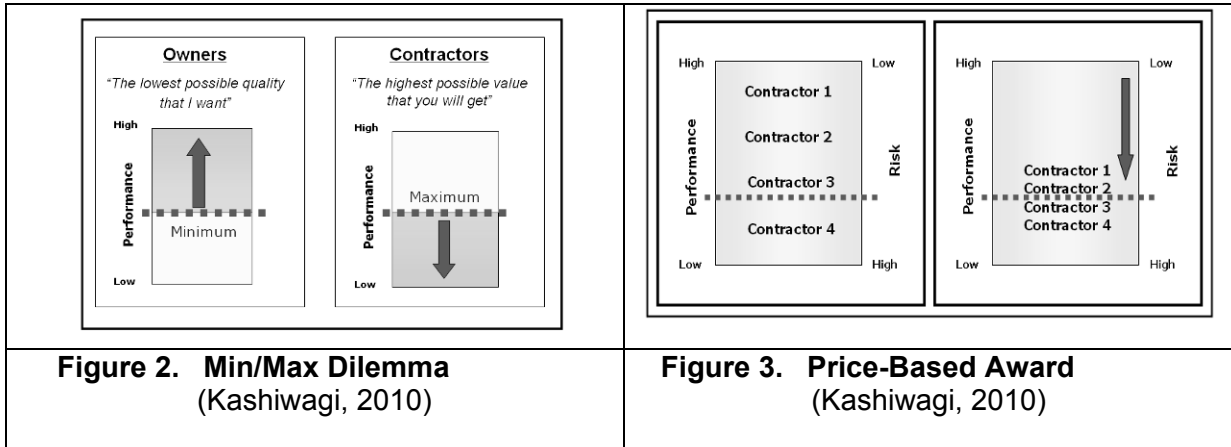 Owners
"The lowest possible quality
that I want"
High
Performance
Minimum
Low
Contractors
"The highest possible value
that you will get"
High
Performance
Maximum
Low
Figure 2. Min/Max Dilemma
(Kashiwagi, 2010)
High
Low
Contractor 1
Contractor 2
Contractor 3
Contractor 4
Performance
Risk
Low
High
High
Low
Contractor 1
Contractor 2
Contractor 3
Contractor 4
Performance
Risk
Low
High
Figure 3. Price-Based Award
(Kashiwagi, 2010)